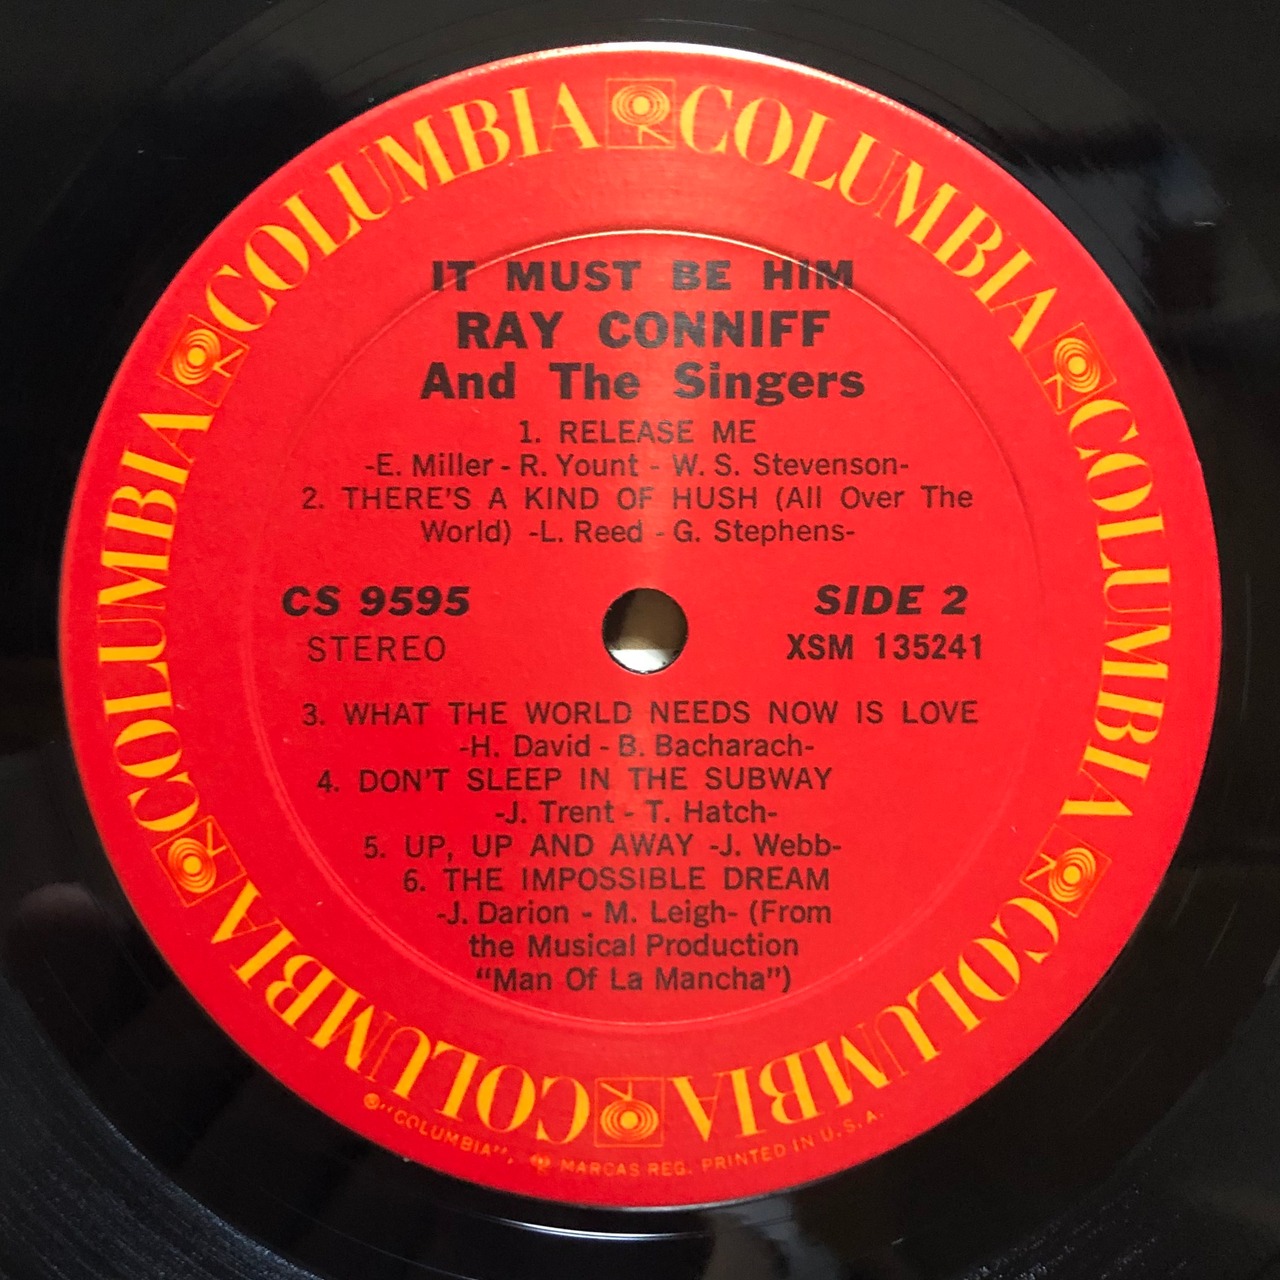 COLUMBIA COLUMBIA COLUMBIA COLUMBIA COLUMBIA COLUMBIA
IT MUST BE HIM
RAY CONNIFF
And The Singers
1. RELEASE ME
-E. Miller - R. Yount - W. S. Stevenson-
2. THERE'S A KIND OF HUSH (All Over The
World) -L. Reed - G. Stephens-
CS 9595
STEREO
SIDE 2
XSM 135241
3. WHAT THE WORLD NEEDS NOW IS LOVE
-H. David - B. Bacharach-
4. DON'T SLEEP IN THE SUBWAY
-J. Trent - T. Hatch-
5. UP, UP AND AWAY -J. Webb-
6. THE IMPOSSIBLE DREAM
-J. Darion - M. Leigh- (From
the Musical Production
“Man Of La Mancha”)
® “COLUMBIA”, MARCAS REG. PRINTED IN U.S.A.